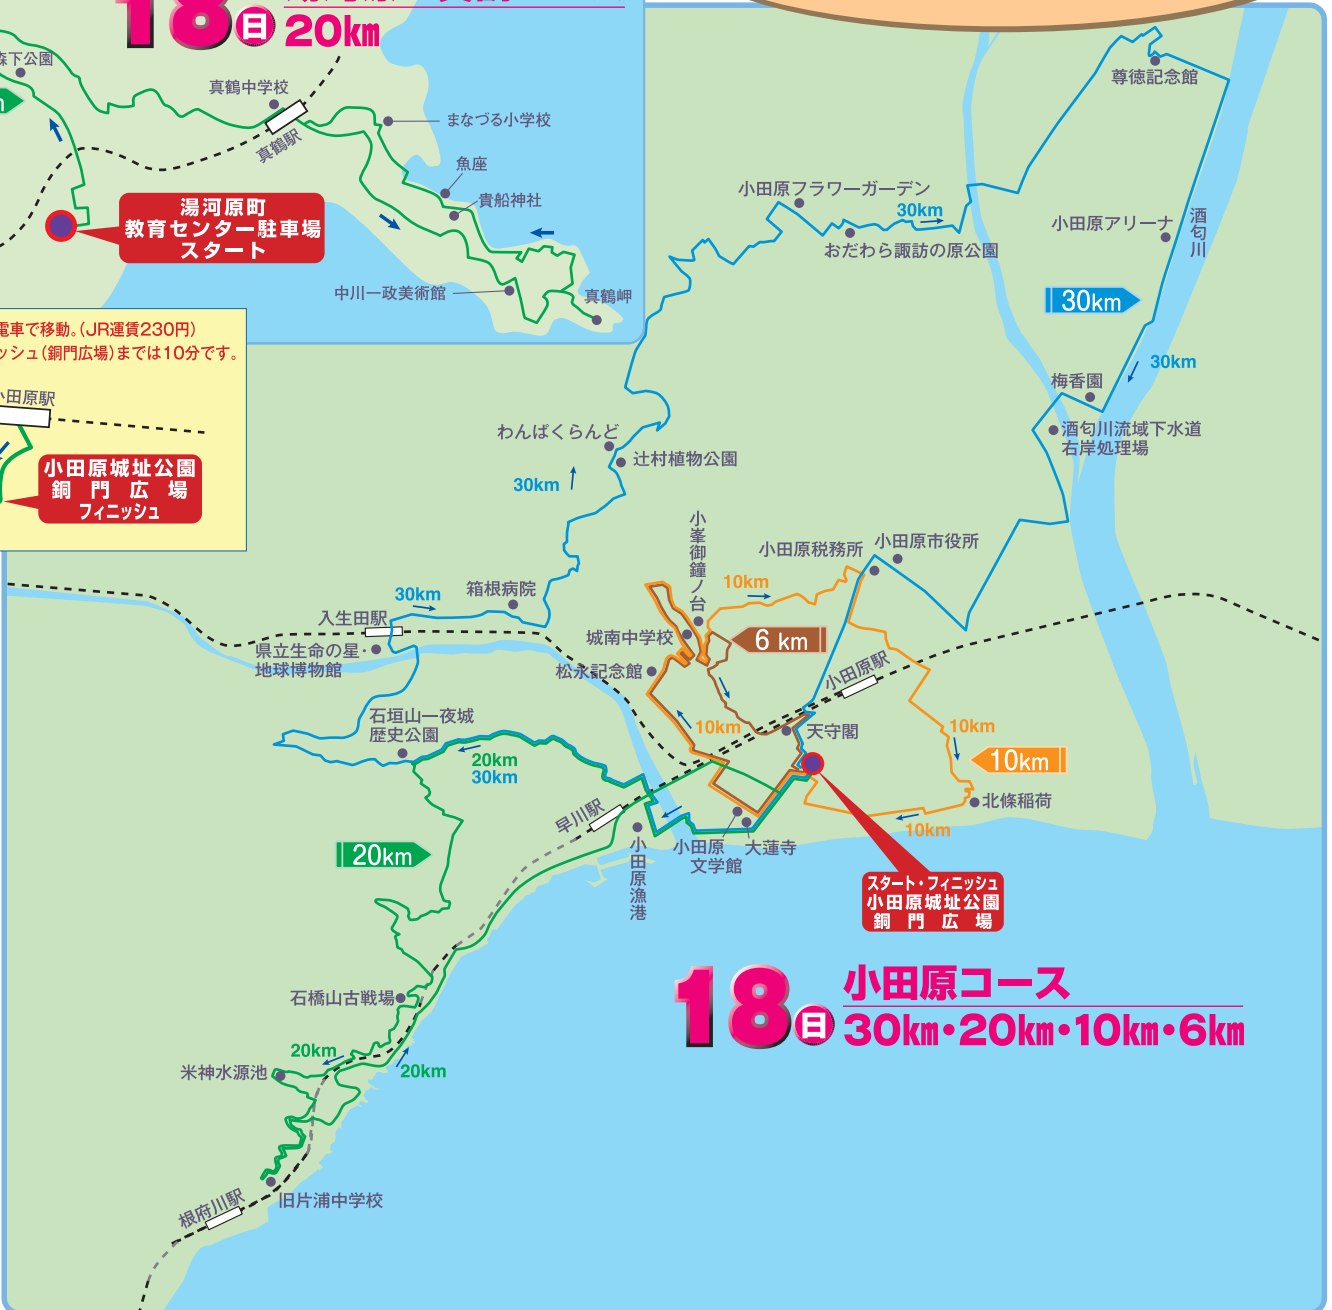 18
日
20km
森下公園
真鶴中学校
真鶴駅
まなづる小学校
魚座
貴船神社
中川一政美術館
真鶴岬
湯河原町
教育センター駐車場
スタート
電車で移動。(JR運賃230円)
ッシュ(銅門広場)までは10分です。
小田原駅
小田原城址公園
銅門広場
フィニッシュ
尊徳記念館
小田原フラワーガーデン
30km
おだわら諏訪の原公園
小田原アリーナ
酒匂川
30km
30km
梅香園
酒匂川流域下水道
右岸処理場
わんぱくらんど
辻村植物公園
30km
小峯御鐘ノ台
小田原税務所
小田原市役所
10km
箱根病院
30km
入生田駅
県立生命の星・
地球博物館
城南中学校
6 km
松永記念館
小田原駅
石垣山一夜城
歴史公園
10km
天守閣
10km
20km
30km
10km
北條稲荷
早川駅
10km
20km
小田原漁港
小田原
文学館
大蓮寺
スタート・フィニッシュ
小田原城址公園
銅門広場
18
日
小田原コース
30km・20km・10km・6km
石橋山古戦場
20km
20km
米神水源池
旧片浦中学校
根府川駅